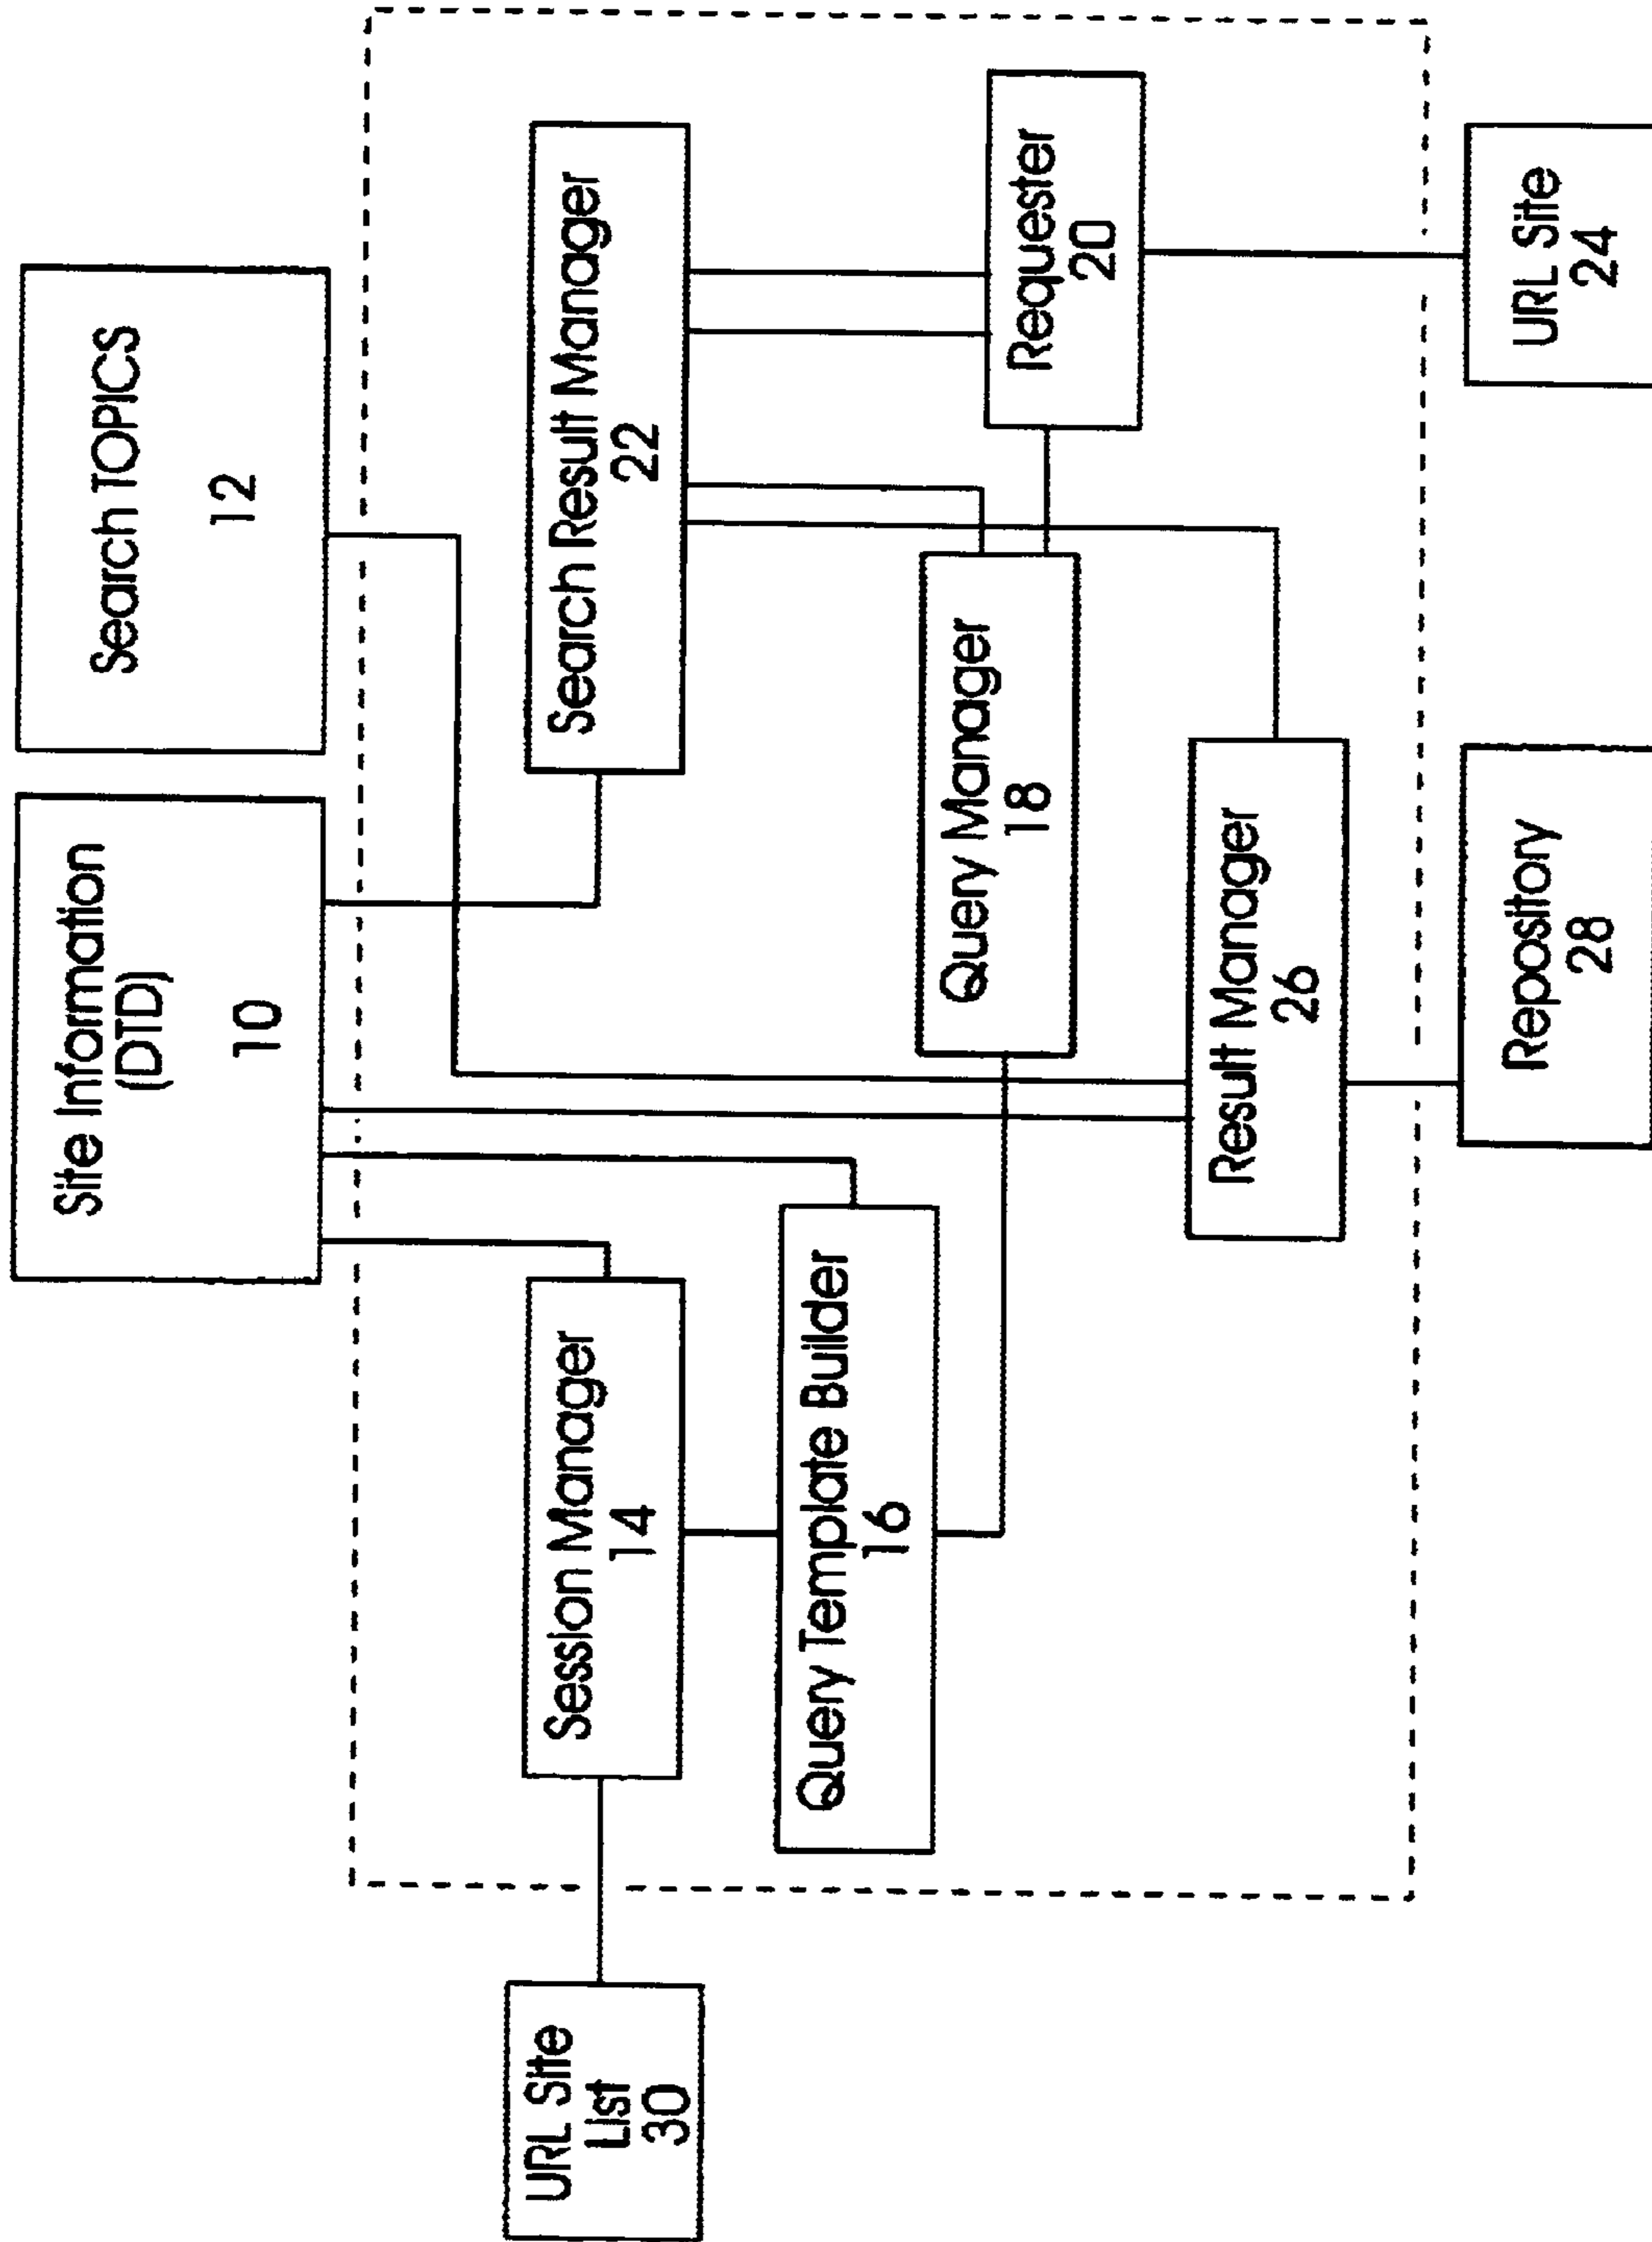 Site Information
(DTD)
10
Search TOPICS
12
URL Site
List
30
Session Manager
14
Search Result Manager
22
Query Template Builder
16
Query Manager
18
Requester
20
Result Manager
26
Repository
28
URL Site
24